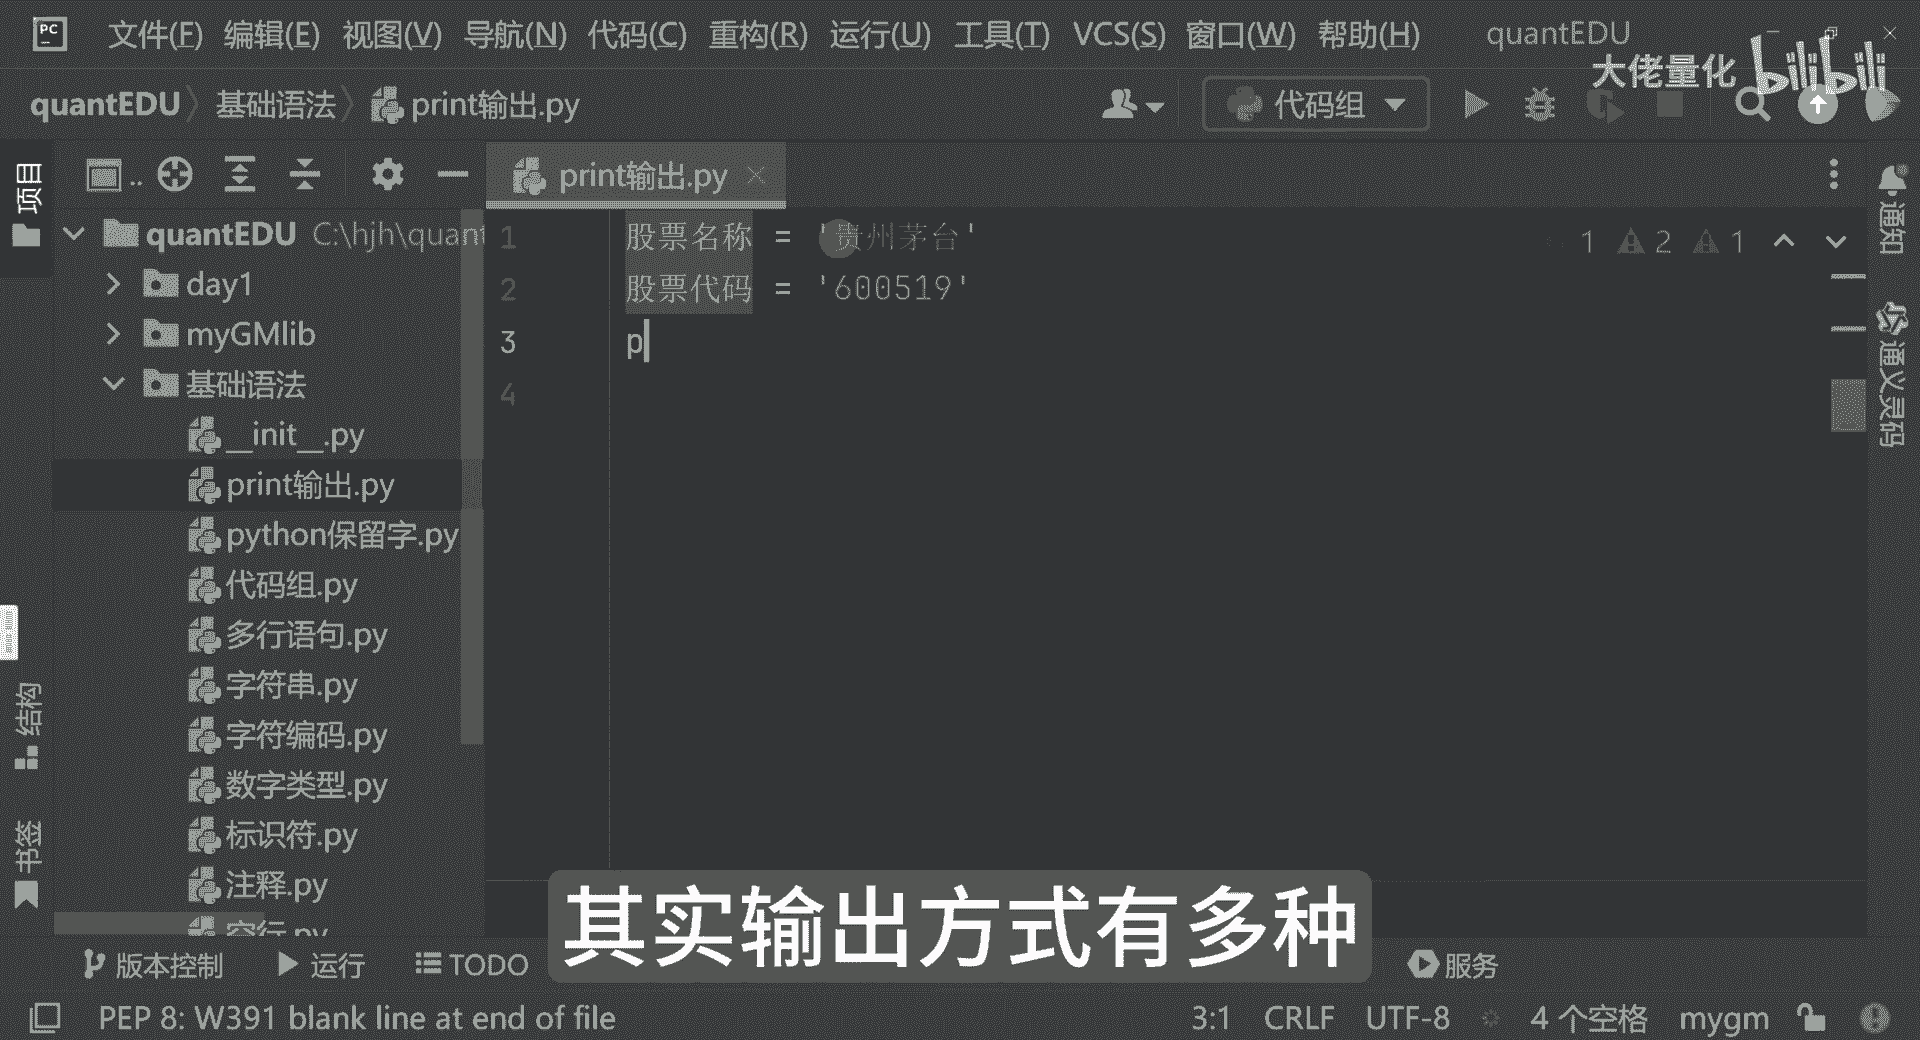 PC 文件(F) 编辑(E) 视图(V) 导航(N) 代码(C) 重构(R) 运行(U) 工具(T) VCS(S) 窗口(W) 帮助(H) quantEDU
大佬量化 bilibili
quantEDU 基础语法 print输出.py 代码组
项目
print输出.py
quantEDU C:\hjh\quant
day1
myGMlib
基础语法
__init__.py
print输出.py
python保留字.py
代码组.py
多行语句.py
字符串.py
字符编码.py
数字类型.py
标识符.py
注释.py
空行.py
1 股票名称 = '贵州茅台'
2 股票代码 = '600519'
3 p
4
1 2 1
通知
通义灵码
结构
书签
其实输出方式有多种
版本控制 运行 TODO 服务
PEP 8: W391 blank line at end of file 3:1 CRLF UTF-8 4 个空格 mygm